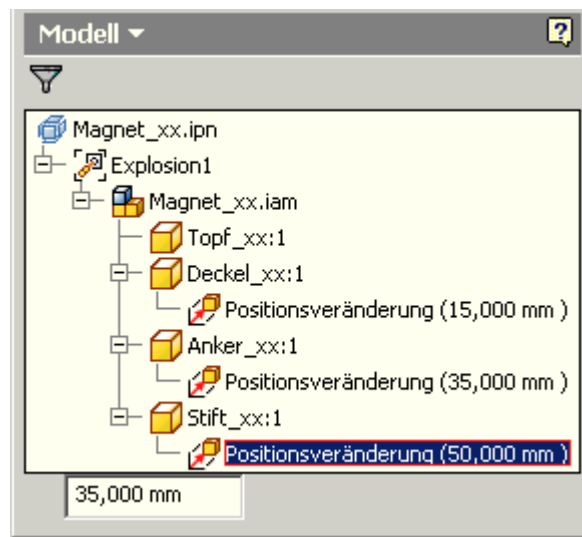 Modell
?
Magnet_xx.ipn
Explosion1
Magnet_xx.iam
Topf_xx:1
Deckel_xx:1
Positionsveränderung (15,000 mm )
Anker_xx:1
Positionsveränderung (35,000 mm )
Stift_xx:1
Positionsveränderung (50,000 mm )
35,000 mm